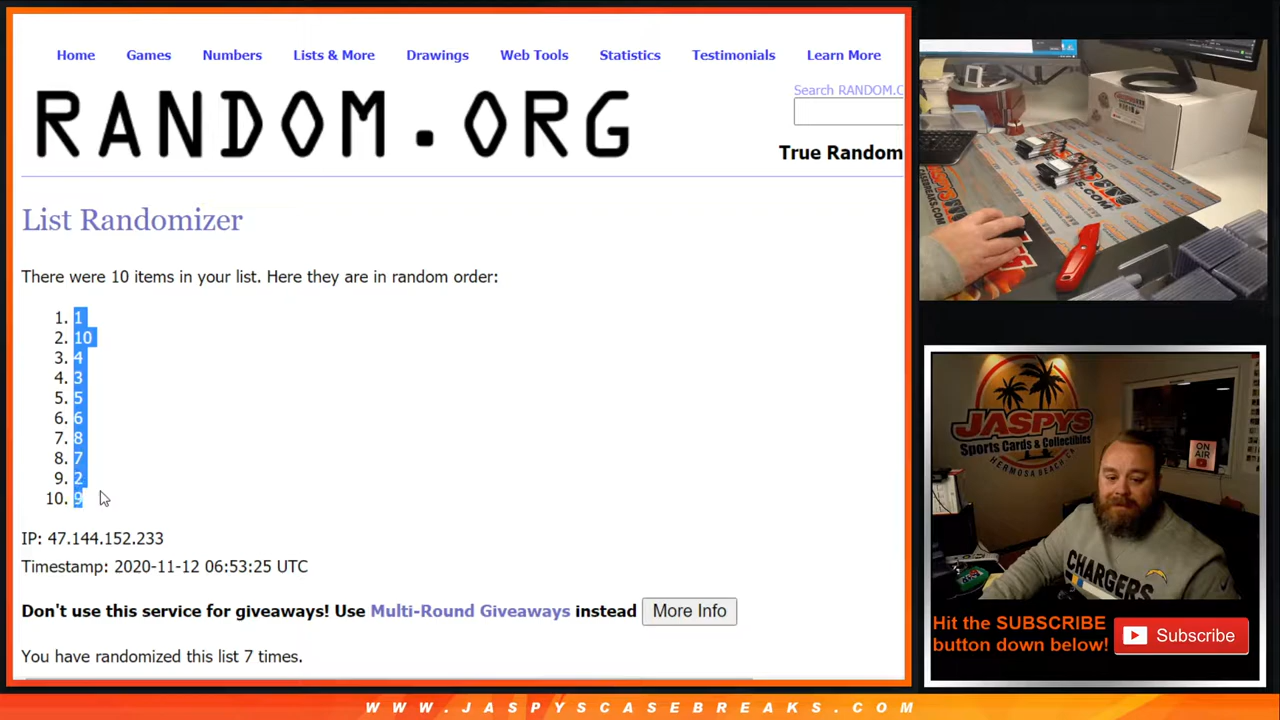 Home Games Numbers Lists & More Drawings Web Tools Statistics Testimonials Learn More
RANDOM.ORG
Search RANDOM.O
True Random
List Randomizer
There were 10 items in your list. Here they are in random order:
1. 1
2. 10
3. 4
4. 3
5. 5
6. 6
7. 8
8. 7
9. 2
10. 9
IP: 47.144.152.233
Timestamp: 2020-11-12 06:53:25 UTC
Don't use this service for giveaways! Use Multi-Round Giveaways instead More Info
You have randomized this list 7 times.
JASPYS
Sports Cards & Collectibles
HERMOSA BEACH CA
ON AIR
CHARGERS
Hit the SUBSCRIBE
button down below!
Subscribe
WWW.JASPYSCASEBREAKS.COM